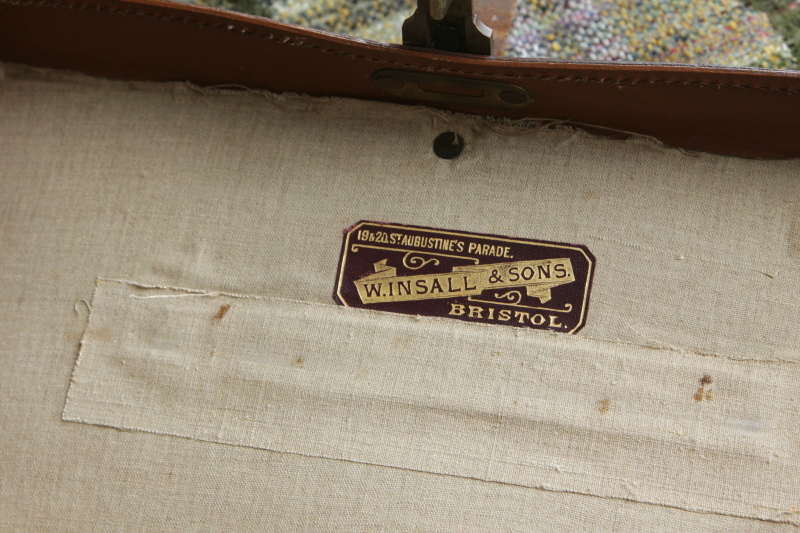 19&20, ST AUGUSTINE'S PARADE.
W. INSALL & SONS.
BRISTOL.